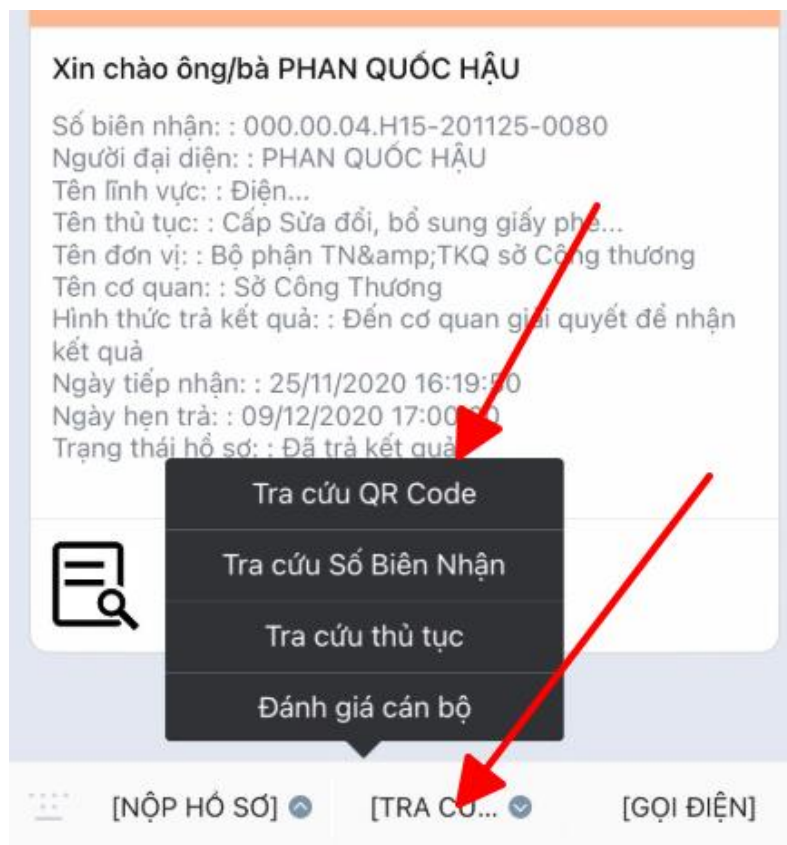 Xin chào ông/bà PHAN QUỐC HẬU
Số biên nhận: : 000.00.04.H15-201125-0080
Người đại diện: : PHAN QUỐC HẬU
Tên lĩnh vực: : Điện...
Tên thủ tục: : Cấp Sửa đổi, bổ sung giấy phé...
Tên đơn vị: : Bộ phận TN&amp;TKQ sở Công thương
Tên cơ quan: : Sở Công Thương
Hình thức trả kết quả: : Đến cơ quan giải quyết để nhận
kết quả
Ngày tiếp nhận: : 25/11/2020 16:19:50
Ngày hẹn trả: : 09/12/2020 17:00:00
Trạng thái hồ sơ: : Đã trả kết quả
Tra cứu QR Code
Tra cứu Số Biên Nhận
Tra cứu thủ tục
Đánh giá cán bộ
[NỘP HỒ SƠ]
[TRA CỨ...
[GỌI ĐIỆN]